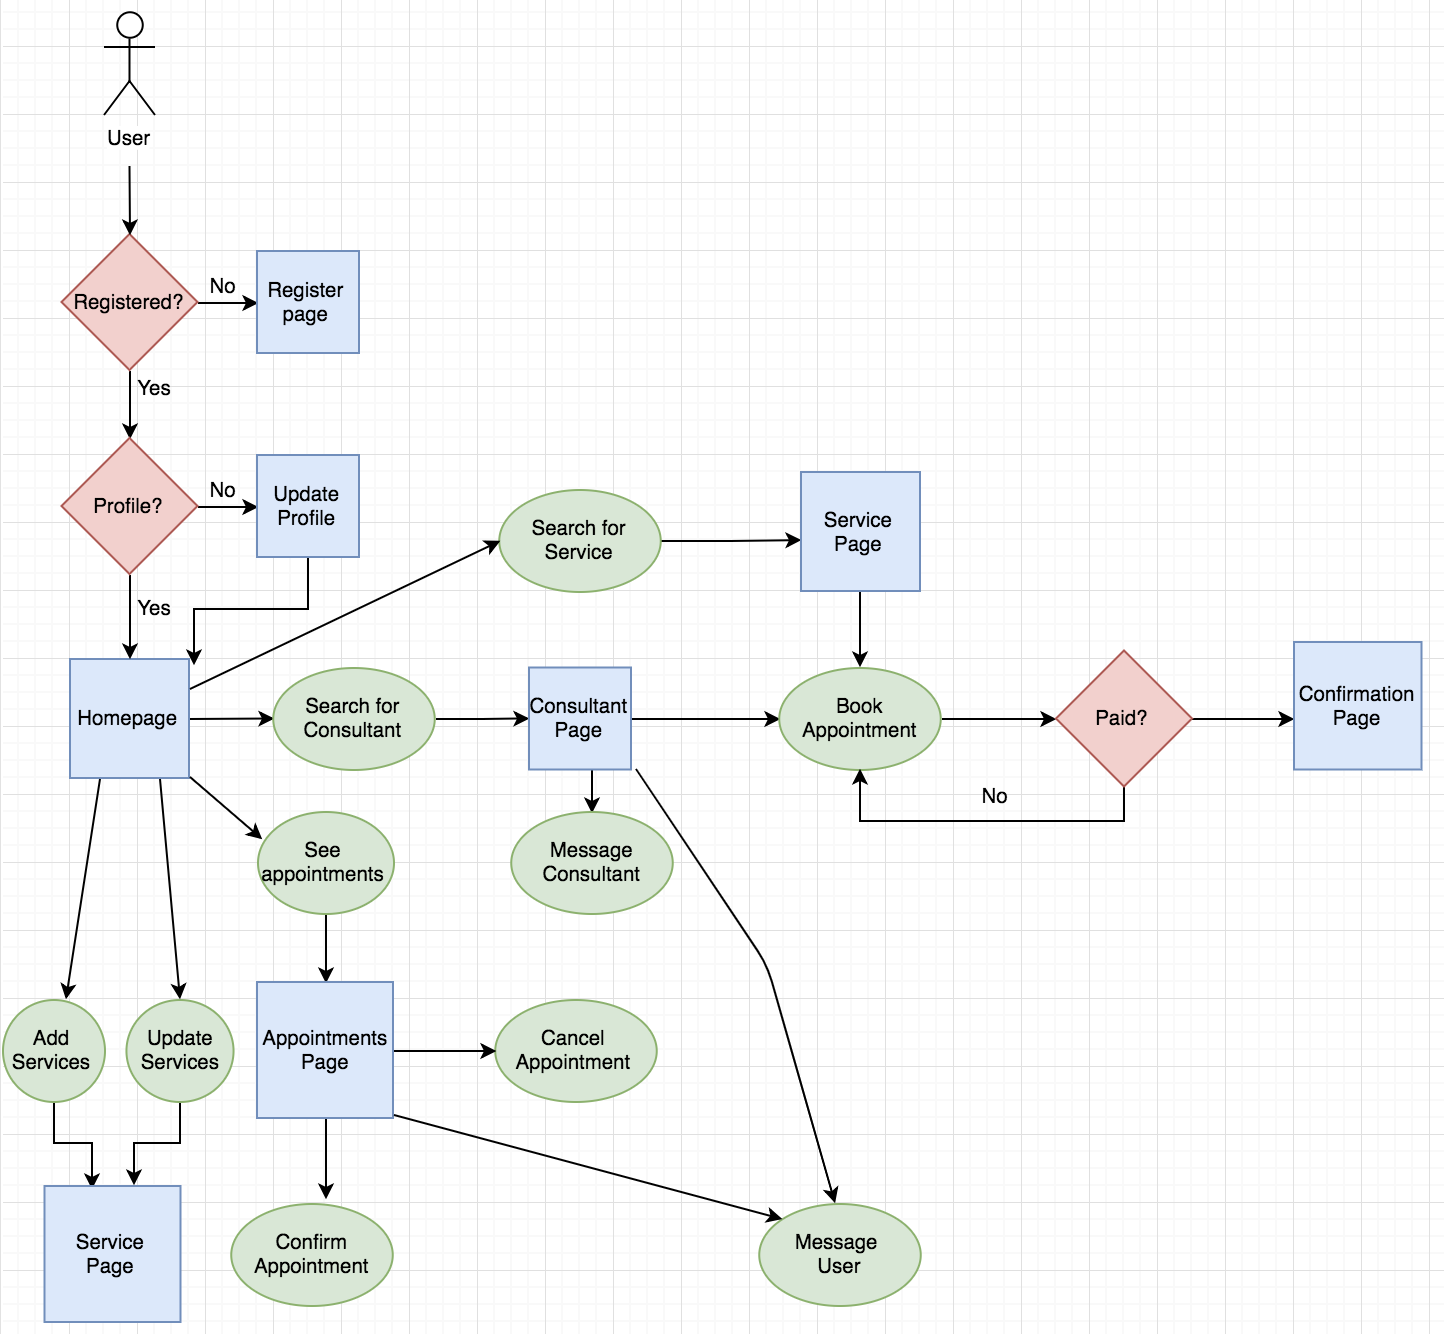 User
Registered?
No
Register
page
Yes
Profile?
No
Update
Profile
Yes
Search for
Service
Service
Page
Homepage
Search for
Consultant
Consultant
Page
Book
Appointment
Paid?
Confirmation
Page
No
See
appointments
Message
Consultant
Add
Services
Update
Services
Appointments
Page
Cancel
Appointment
Service
Page
Confirm
Appointment
Message
User